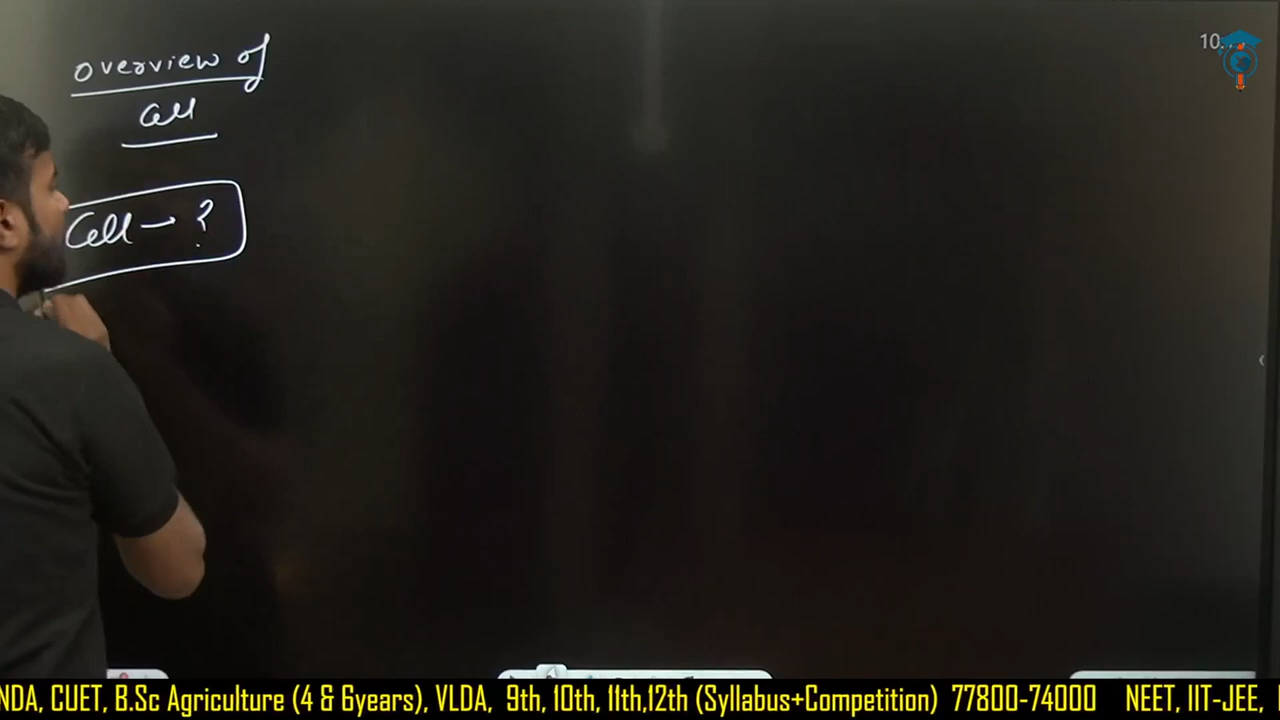 overview of
Cell
Cell → ?
10:
NDA, CUET, B.Sc Agriculture (4 & 6years), VLDA, 9th, 10th, 11th,12th (Syllabus+Competition) 77800-74000 NEET, IIT-JEE,